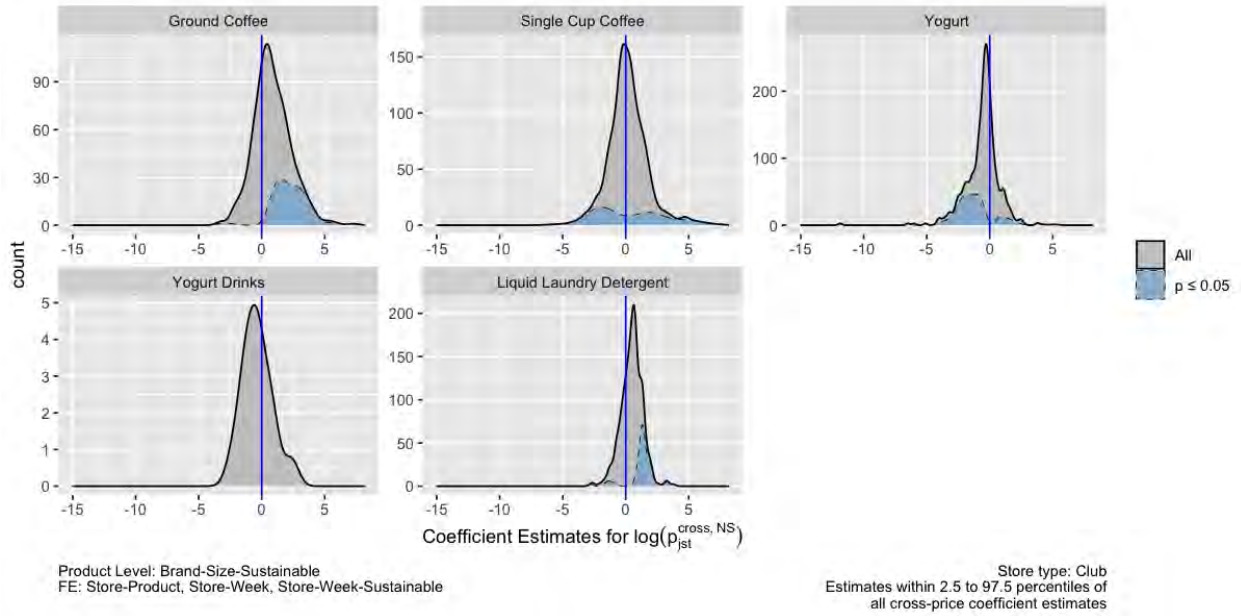 Ground Coffee
Single Cup Coffee
Yogurt
90
60
30
0
-15 -10 -5 0 5
150
100
50
0
-15 -10 -5 0 5
200
100
0
-15 -10 -5 0 5
count
All
p ≤ 0.05
Yogurt Drinks
Liquid Laundry Detergent
5
4
3
2
1
0
-15 -10 -5 0 5
200
150
100
50
0
-15 -10 -5 0 5
Coefficient Estimates for log(p_{jst}^{cross, NS})
Product Level: Brand-Size-Sustainable
FE: Store-Product, Store-Week, Store-Week-Sustainable
Store type: Club
Estimates within 2.5 to 97.5 percentiles of
all cross-price coefficient estimates